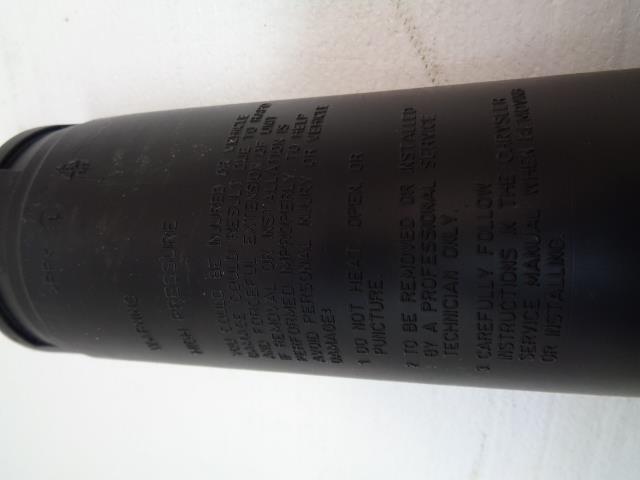 WARNING
HIGH PRESSURE
YOU COULD BE INJURED OR VEHICLE
DAMAGE COULD RESULT DUE TO RAPID
AND FORCEFUL EXTENSION OF UNIT
IF REMOVAL OR INSTALLATION IS
PERFORMED IMPROPERLY. TO HELP
AVOID PERSONAL INJURY OR VEHICLE
DAMAGE:
1 DO NOT HEAT OPEN OR
PUNCTURE.
2 TO BE REMOVED OR INSTALLED
BY A PROFESSIONAL SERVICE
TECHNICIAN ONLY.
3 CAREFULLY FOLLOW
INSTRUCTIONS IN THE CHRYSLER
SERVICE MANUAL WHEN REMOVING
OR INSTALLING.